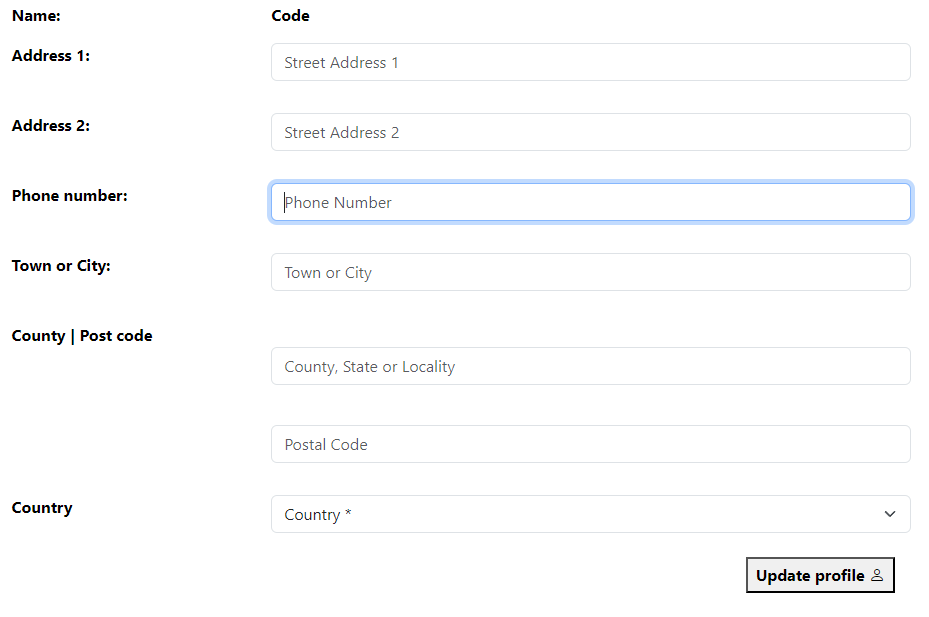 Name: Code
Address 1: Street Address 1
Address 2: Street Address 2
Phone number: Phone Number
Town or City: Town or City
County | Post code
County, State or Locality
Postal Code
Country Country *
Update profile